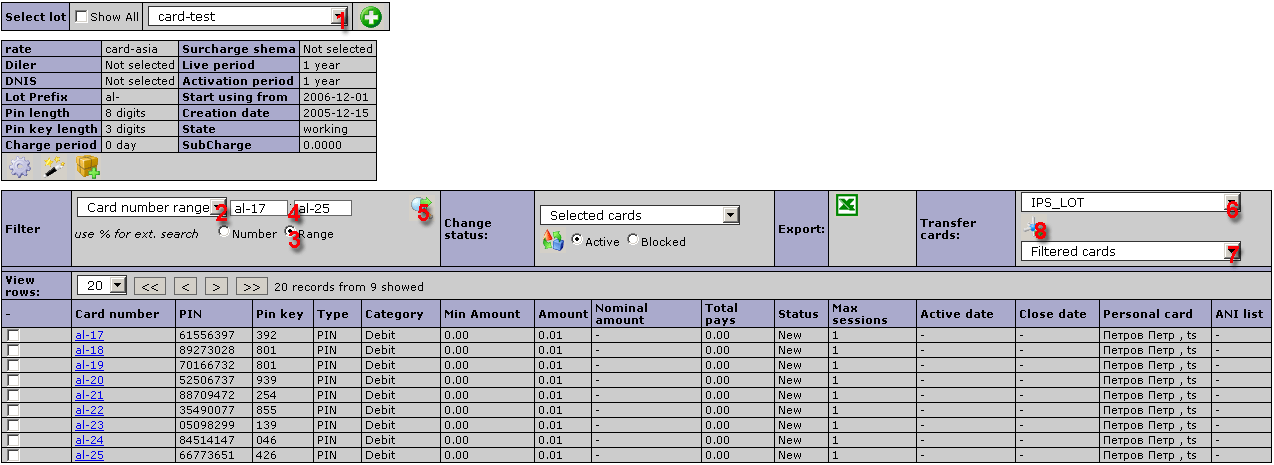 Select lot Show All card-test 1
rate card-asia Surcharge shema Not selected
Diler Not selected Live period 1 year
DNIS Not selected Activation period 1 year
Lot Prefix al- Start using from 2006-12-01
Pin length 8 digits Creation date 2005-12-15
Pin key length 3 digits State working
Charge period 0 day SubCharge 0.0000
Filter Card number range 2 al-17 4 al-25 5 Change status: Selected cards Export: Transfer cards: IPS_LOT 6
use % for ext. search Number 3 Range Active Blocked 8
Filtered cards 7
View rows: 20 << < > >> 20 records from 9 showed
- Card number PIN Pin key Type Category Min Amount Amount Nominal amount Total pays Status Max sessions Active date Close date Personal card ANI list
al-17 61556397 392 PIN Debit 0.00 0.01 - 0.00 New 1 - - Петров Петр , ts -
al-18 89273028 801 PIN Debit 0.00 0.01 - 0.00 New 1 - - Петров Петр , ts -
al-19 70166732 801 PIN Debit 0.00 0.01 - 0.00 New 1 - - Петров Петр , ts -
al-20 52506737 939 PIN Debit 0.00 0.01 - 0.00 New 1 - - Петров Петр , ts -
al-21 88709472 254 PIN Debit 0.00 0.01 - 0.00 New 1 - - Петров Петр , ts -
al-22 35490077 855 PIN Debit 0.00 0.01 - 0.00 New 1 - - Петров Петр , ts -
al-23 05098299 139 PIN Debit 0.00 0.01 - 0.00 New 1 - - Петров Петр , ts -
al-24 84514147 046 PIN Debit 0.00 0.01 - 0.00 New 1 - - Петров Петр , ts -
al-25 66773651 426 PIN Debit 0.00 0.01 - 0.00 New 1 - - Петров Петр , ts -